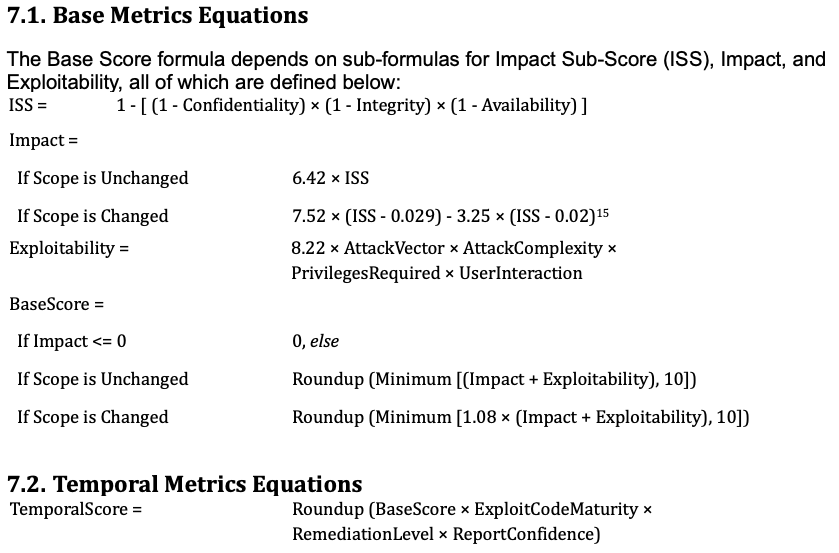 7.1. Base Metrics Equations
The Base Score formula depends on sub-formulas for Impact Sub-Score (ISS), Impact, and
Exploitability, all of which are defined below:
ISS = 1 - [ (1 - Confidentiality) × (1 - Integrity) × (1 - Availability) ]
Impact =
If Scope is Unchanged 6.42 × ISS
If Scope is Changed 7.52 × (ISS - 0.029) - 3.25 × (ISS - 0.02)¹⁵
Exploitability = 8.22 × AttackVector × AttackComplexity ×
PrivilegesRequired × UserInteraction
BaseScore =
If Impact <= 0 0, else
If Scope is Unchanged Roundup (Minimum [(Impact + Exploitability), 10])
If Scope is Changed Roundup (Minimum [1.08 × (Impact + Exploitability), 10])
7.2. Temporal Metrics Equations
TemporalScore = Roundup (BaseScore × ExploitCodeMaturity ×
RemediationLevel × ReportConfidence)